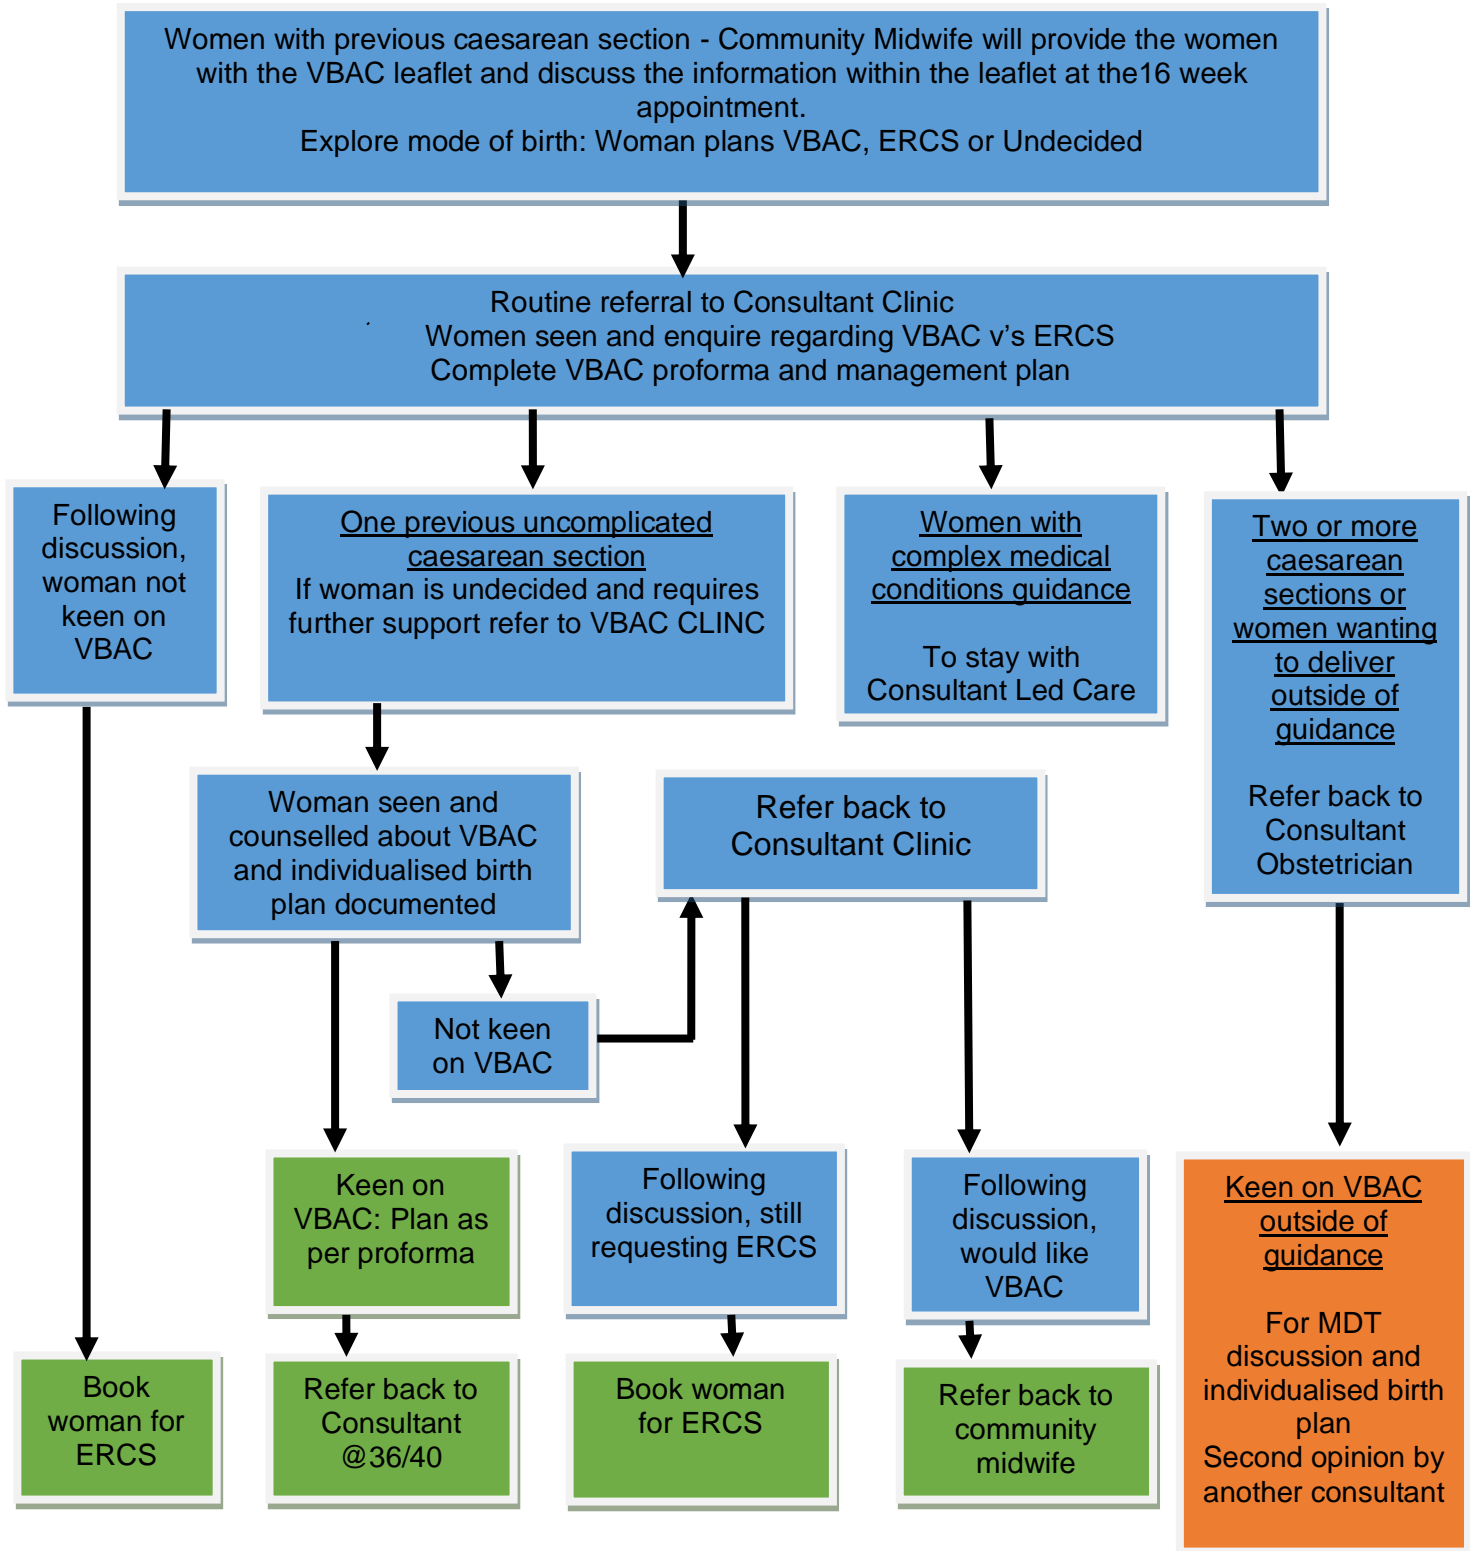 Women with previous caesarean section - Community Midwife will provide the women
with the VBAC leaflet and discuss the information within the leaflet at the16 week
appointment.
Explore mode of birth: Woman plans VBAC, ERCS or Undecided
Routine referral to Consultant Clinic
Women seen and enquire regarding VBAC v’s ERCS
Complete VBAC proforma and management plan
Following
discussion,
woman not
keen on
VBAC
One previous uncomplicated
caesarean section
If woman is undecided and requires
further support refer to VBAC CLINC
Women with
complex medical
conditions guidance
To stay with
Consultant Led Care
Two or more
caesarean
sections or
women wanting
to deliver
outside of
guidance
Refer back to
Consultant
Obstetrician
Woman seen and
counselled about VBAC
and individualised birth
plan documented
Refer back to
Consultant Clinic
Not keen
on VBAC
Keen on
VBAC: Plan as
per proforma
Following
discussion, still
requesting ERCS
Following
discussion,
would like
VBAC
Keen on VBAC
outside of
guidance
For MDT
discussion and
individualised birth
plan
Second opinion by
another consultant
Book
woman for
ERCS
Refer back to
Consultant
@36/40
Book woman
for ERCS
Refer back to
community
midwife